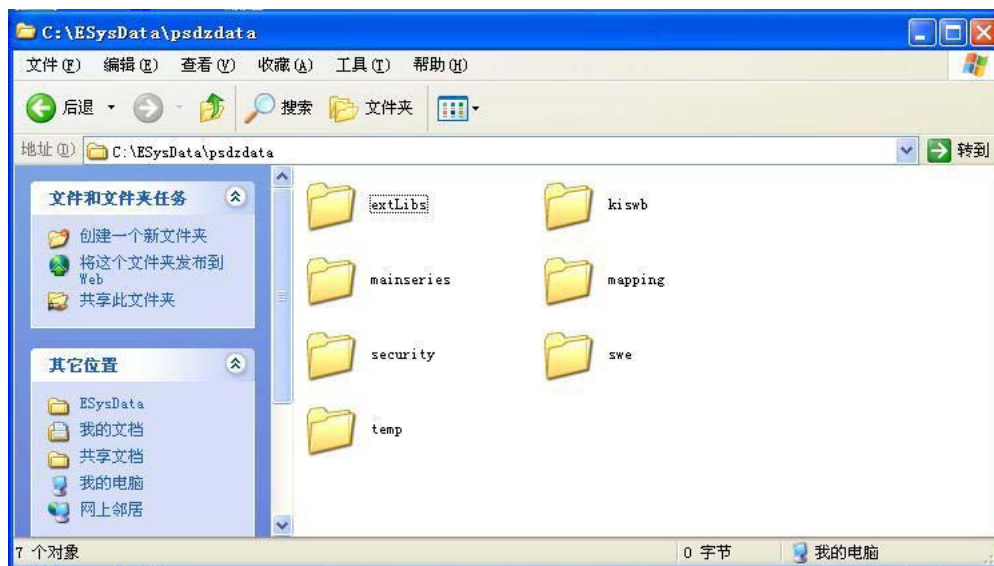 C:\ESysData\psdzdata
文件(F) 编辑(E) 查看(V) 收藏(A) 工具(T) 帮助(H)
后退 搜索 文件夹
地址(D) C:\ESysData\psdzdata 转到
文件和文件夹任务
创建一个新文件夹
将这个文件夹发布到
Web
共享此文件夹
其它位置
ESysData
我的文档
共享文档
我的电脑
网上邻居
extLibs kiswb
mainseries mapping
security swe
temp
7 个对象 0 字节 我的电脑